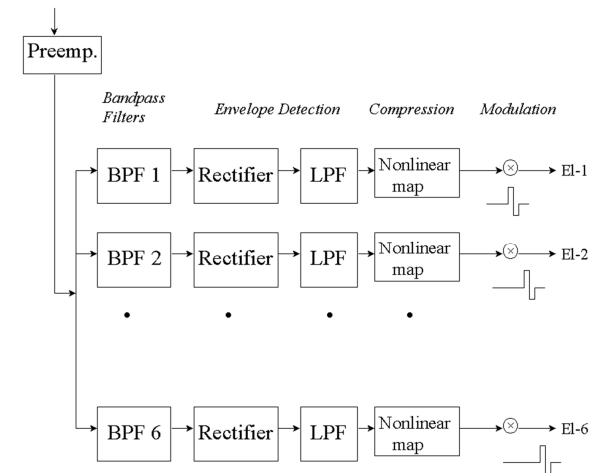 Preemp.
Bandpass
Filters
Envelope Detection
Compression
Modulation
BPF 1
Rectifier
LPF
Nonlinear
map
El-1
BPF 2
Rectifier
LPF
Nonlinear
map
El-2
BPF 6
Rectifier
LPF
Nonlinear
map
El-6